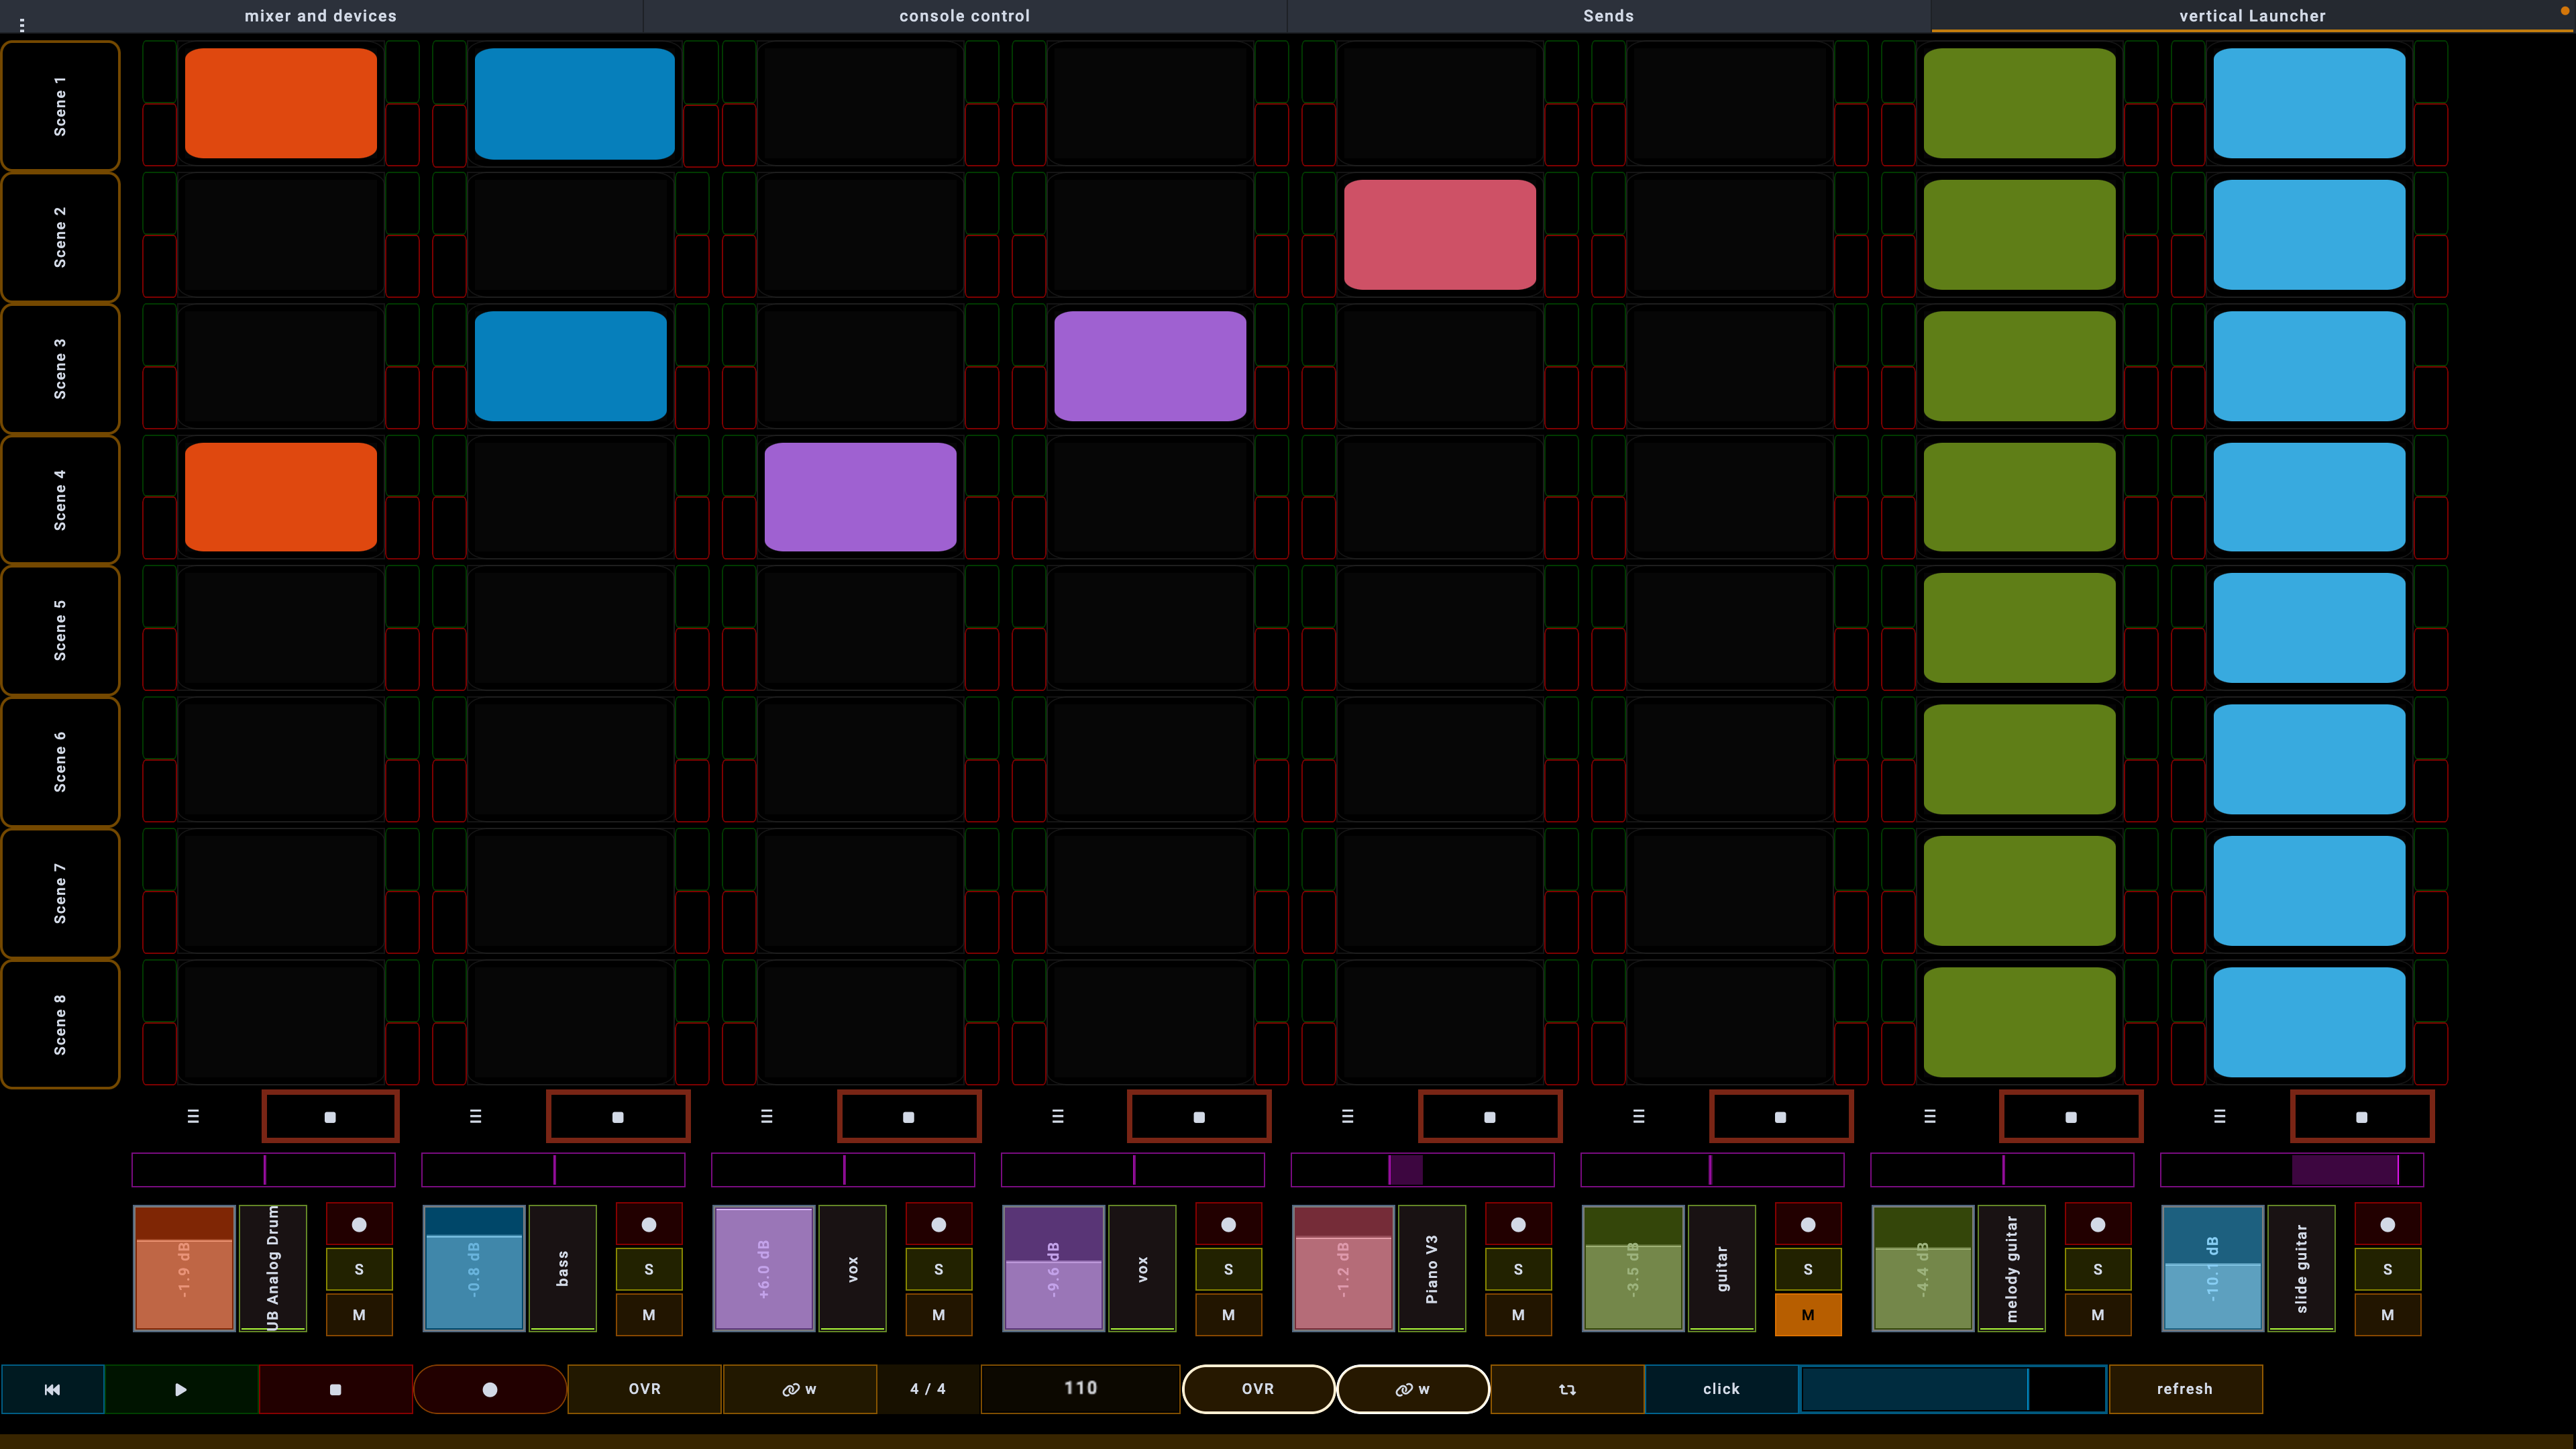 mixer and devices
console control
Sends
vertical Launcher
Scene 1
Scene 2
Scene 3
Scene 4
Scene 5
Scene 6
Scene 7
Scene 8
-1.9 dB
UB Analog Drum
S
M
-0.8 dB
bass
S
M
+6.0 dB
vox
S
M
-9.6 dB
vox
S
M
-1.2 dB
Piano V3
S
M
-3.5 dB
guitar
S
M
-4.4 dB
melody guitar
S
M
-10.1 dB
slide guitar
S
M
OVR
w
4 / 4
110
OVR
w
click
refresh